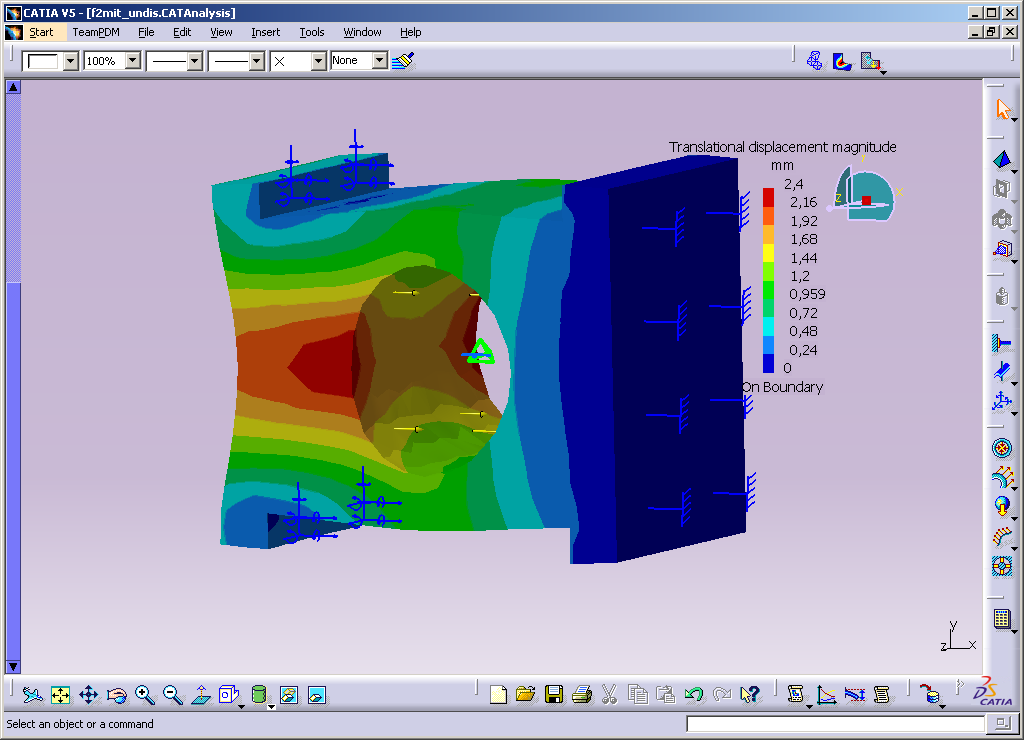 CATIA V5 - [f2mit_undis.CATAnalysis]
Start TeamPDM File Edit View Insert Tools Window Help
100% None
Translational displacement magnitude
mm
2,4
2,16
1,92
1,68
1,44
1,2
0,959
0,72
0,48
0,24
0
On Boundary
z
x
y
z x
CATIA
Select an object or a command